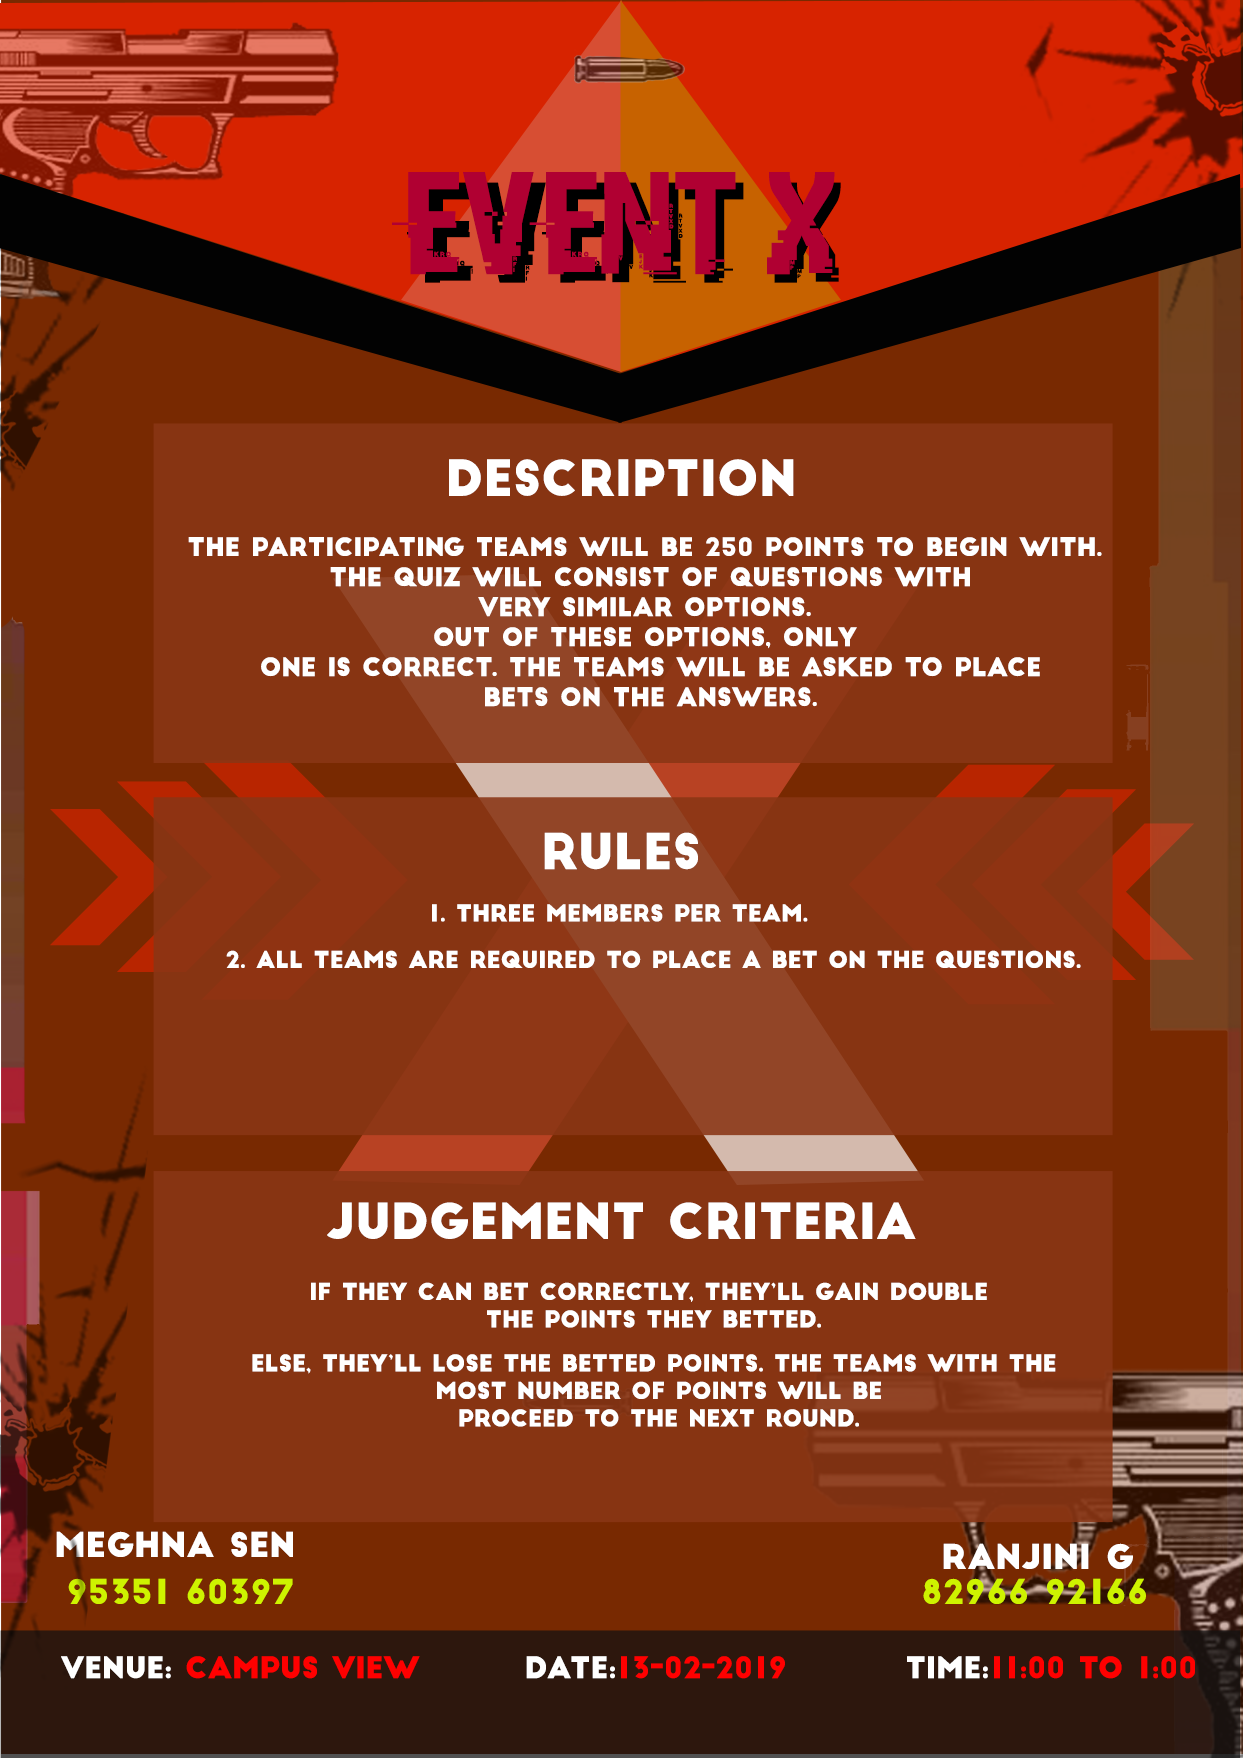 EVENT X
DESCRIPTION
THE PARTICIPATING TEAMS WILL BE 250 POINTS TO BEGIN WITH.
THE QUIZ WILL CONSIST OF QUESTIONS WITH
VERY SIMILAR OPTIONS.
OUT OF THESE OPTIONS, ONLY
ONE IS CORRECT. THE TEAMS WILL BE ASKED TO PLACE
BETS ON THE ANSWERS.
RULES
1. THREE MEMBERS PER TEAM.
2. ALL TEAMS ARE REQUIRED TO PLACE A BET ON THE QUESTIONS.
JUDGEMENT CRITERIA
IF THEY CAN BET CORRECTLY, THEY'LL GAIN DOUBLE
THE POINTS THEY BETTED.
ELSE, THEY'LL LOSE THE BETTED POINTS. THE TEAMS WITH THE
MOST NUMBER OF POINTS WILL BE
PROCEED TO THE NEXT ROUND.
MEGHNA SEN
95351 60397
RANJINI G
82966 92166
VENUE: CAMPUS VIEW
DATE:13-02-2019
TIME:11:00 TO 1:00